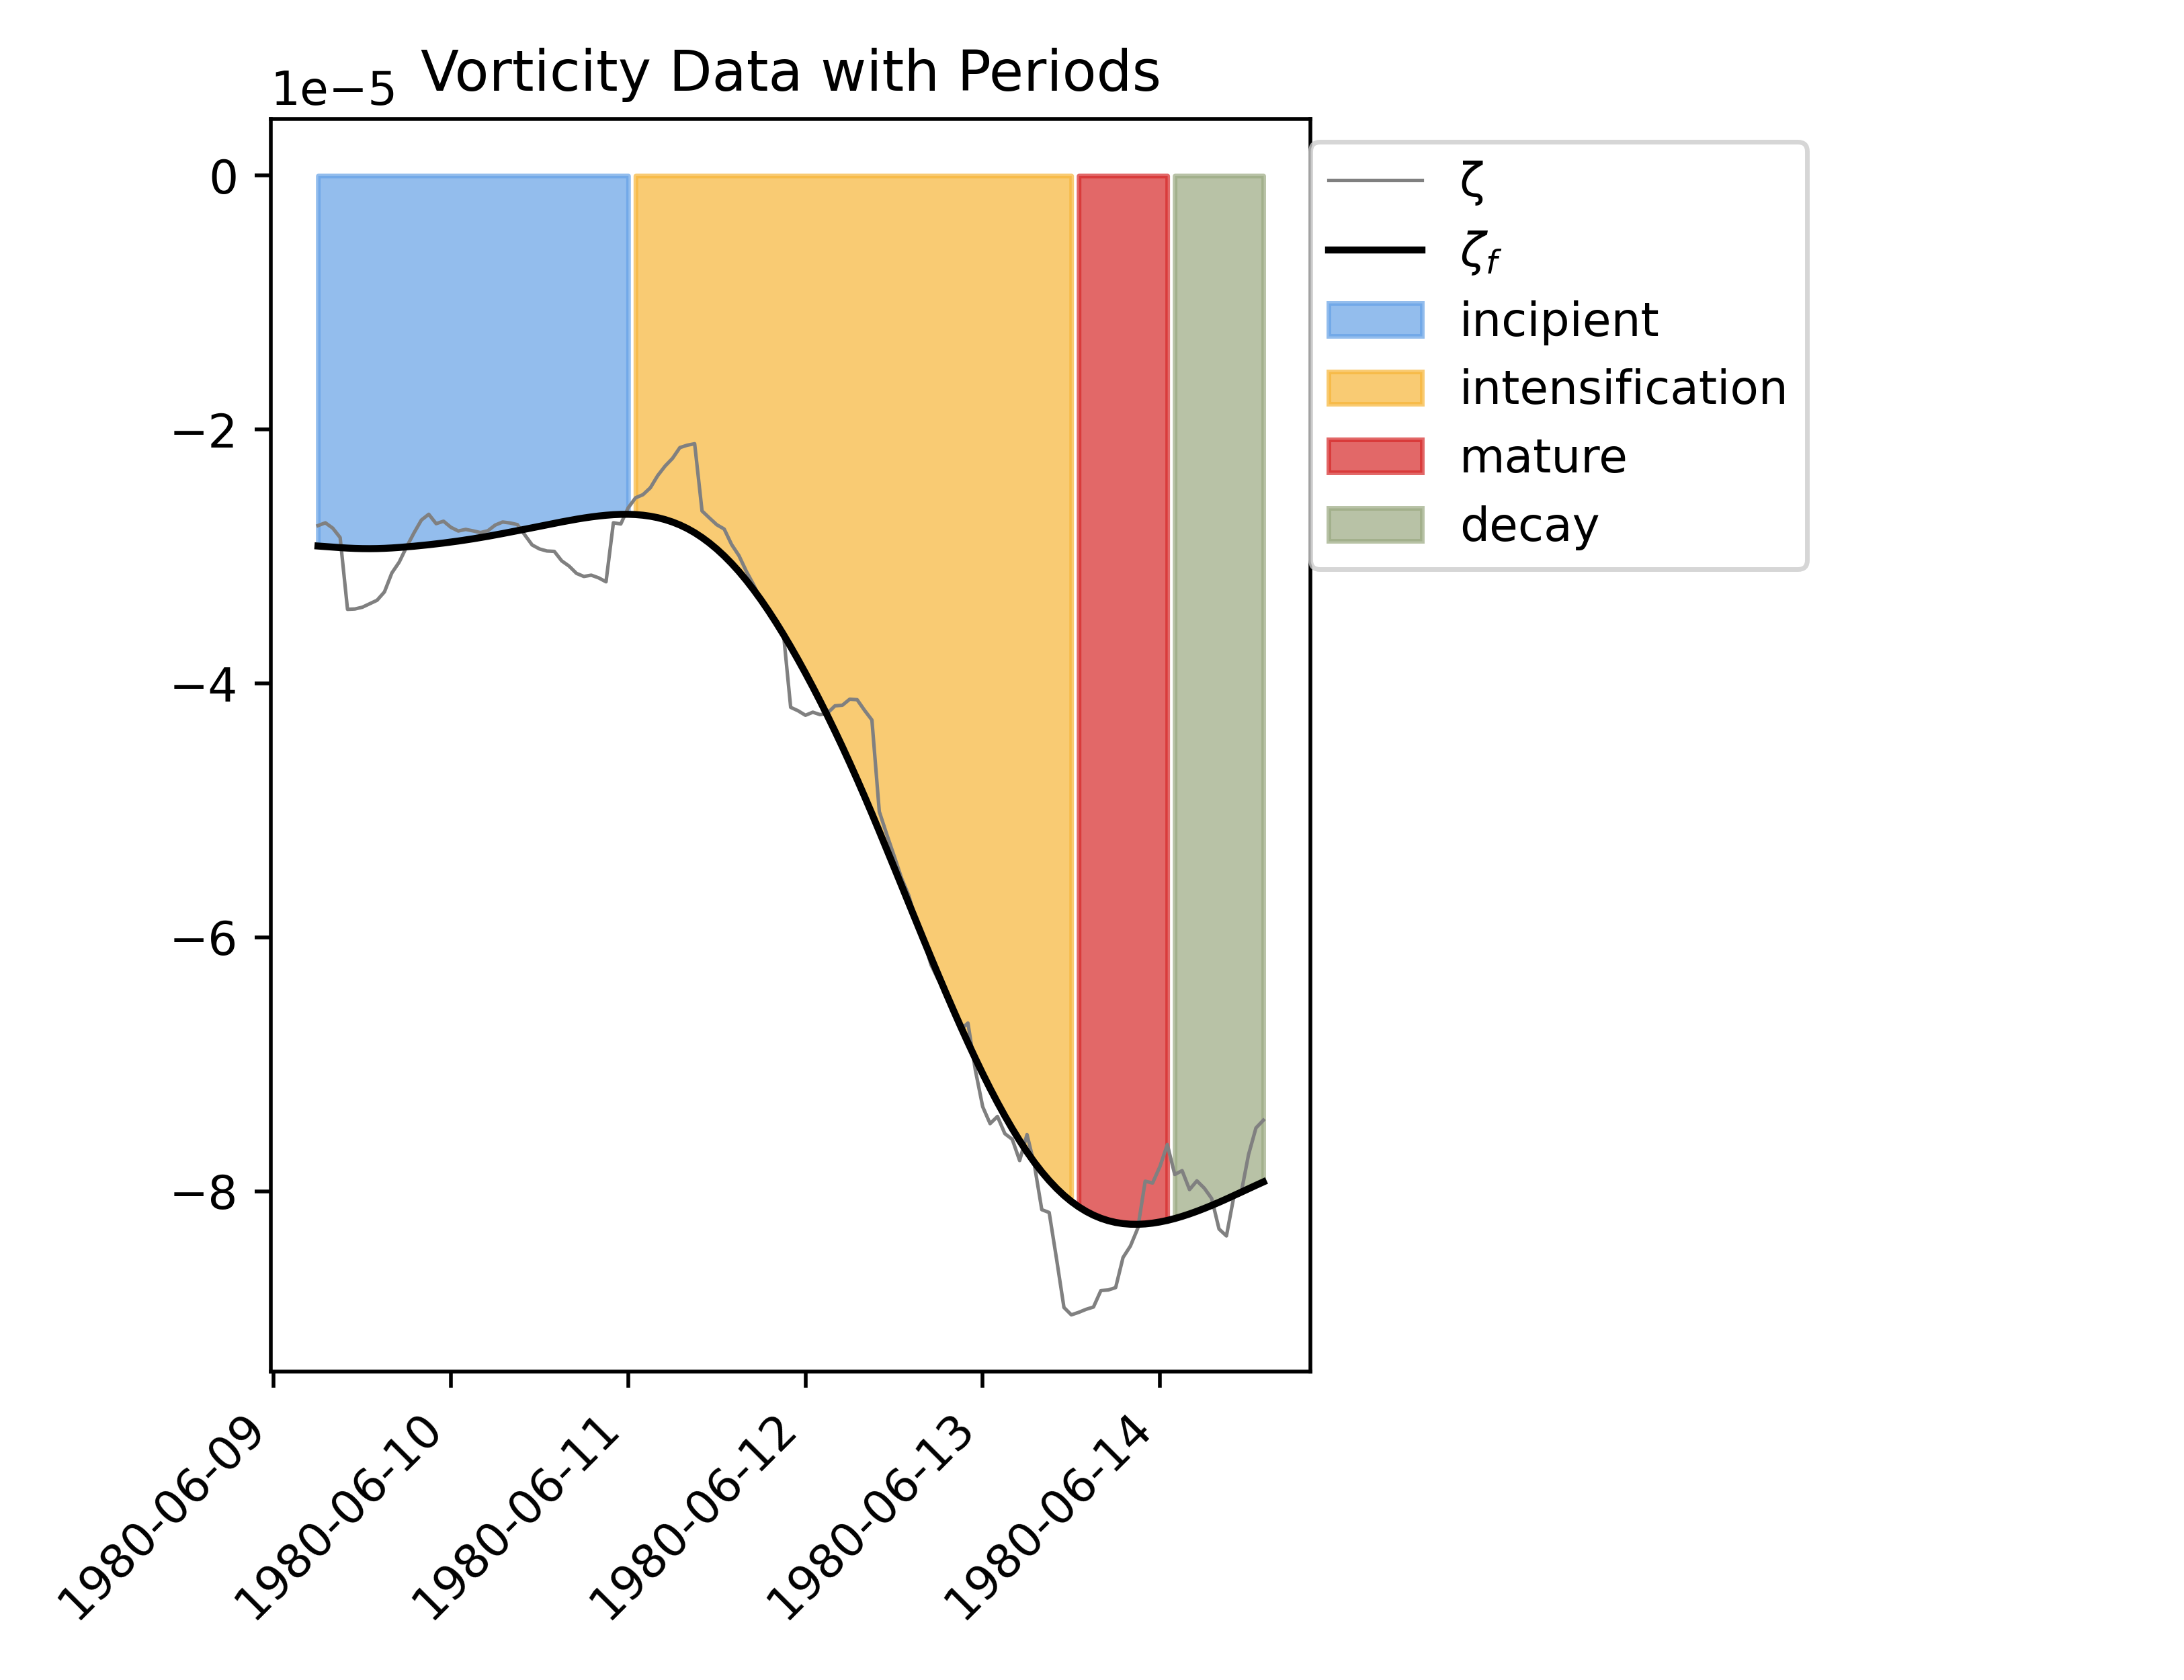 Vorticity Data with Periods
1e−5
0
−2
−4
−6
−8
1980-06-09
1980-06-10
1980-06-11
1980-06-12
1980-06-13
1980-06-14
ζ
ζf
incipient
intensification
mature
decay